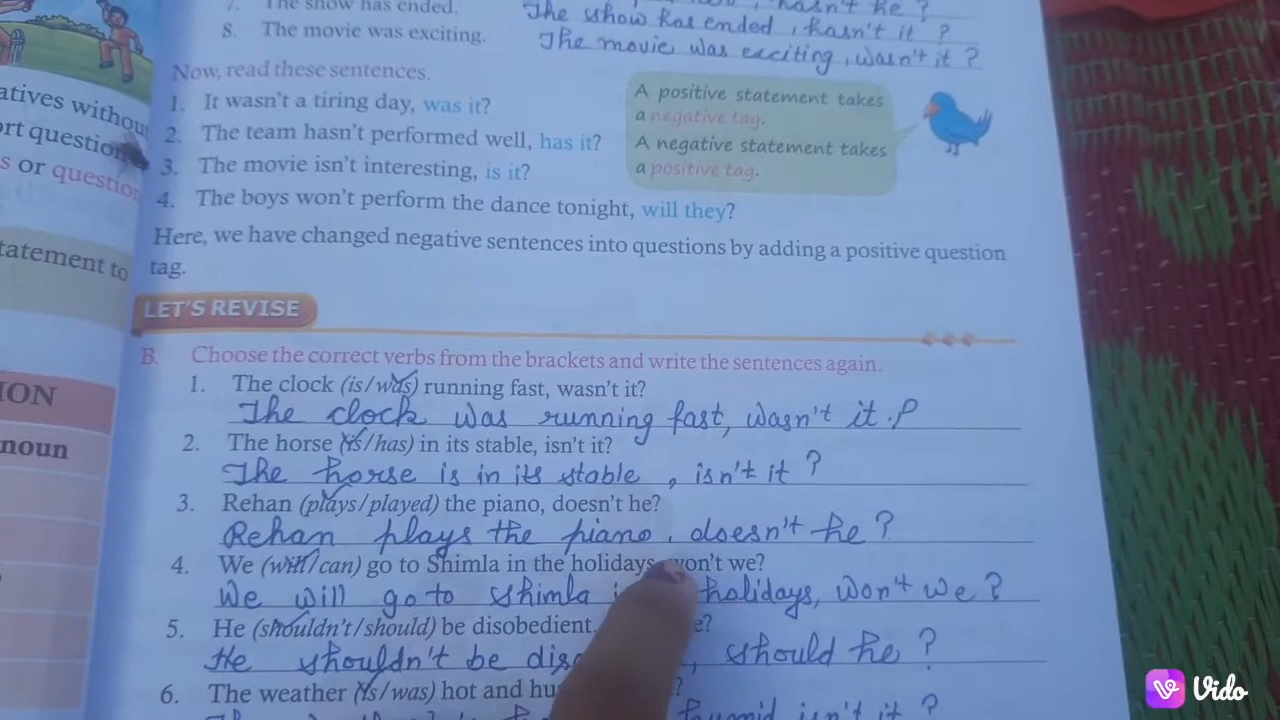 7. The show has ended.
hasn't he?
The show has ended, hasn't it?
8. The movie was exciting.
The movie was exciting, wasn't it?
Now, read these sentences.
1. It wasn't a tiring day, was it?
2. The team hasn't performed well, has it?
3. The movie isn't interesting, is it?
4. The boys won't perform the dance tonight, will they?
A positive statement takes
a negative tag.
A negative statement takes
a positive tag.
Here, we have changed negative sentences into questions by adding a positive question
tag.
LET'S REVISE
B. Choose the correct verbs from the brackets and write the sentences again.
1. The clock (is/was) running fast, wasn't it?
The clock was running fast, wasn't it.?
2. The horse (is/has) in its stable, isn't it?
The horse is in its stable, isn't it?
3. Rehan (plays/played) the piano, doesn't he?
Rehan plays the piano, doesn't he?
4. We (will/can) go to Shimla in the holidays, won't we?
We will go to Shimla holidays, won't we?
5. He (shouldn't/should) be disobedient,
He shouldn't be , should he?
6. The weather (is/was) hot and
isn't it?
without
question
or question
statement to
ION
noun
Vido